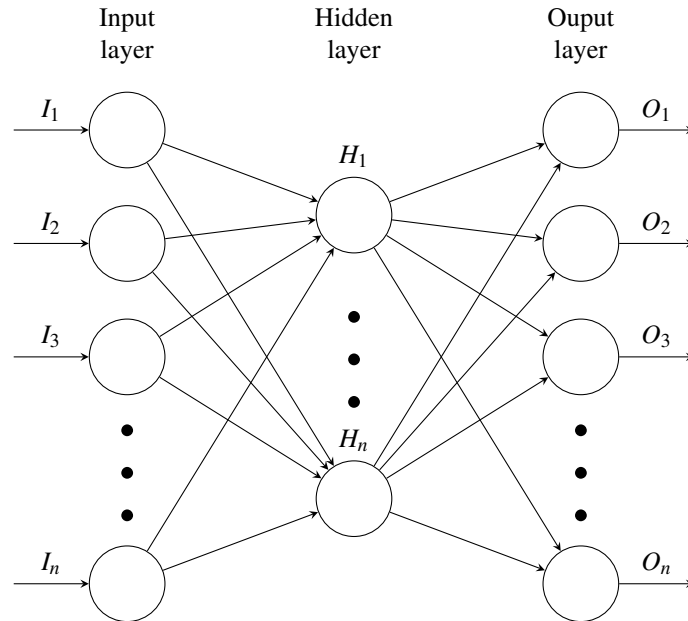 Input
layer
Hidden
layer
Ouput
layer
I1
O1
H1
I2
O2
I3
O3
Hn
In
On